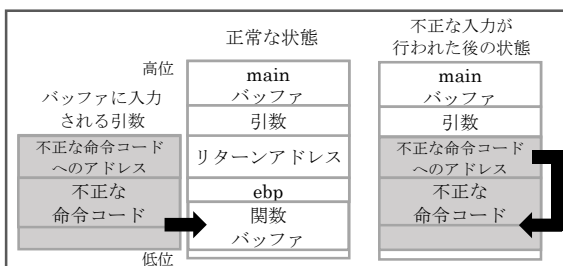 高位
バッファに入力
される引数
不正な命令コード
へのアドレス
不正な
命令コード
低位
正常な状態
main
バッファ
引数
リターンアドレス
ebp
関数
バッファ
不正な入力が
行われた後の状態
main
バッファ
引数
不正な命令コード
へのアドレス
不正な
命令コード